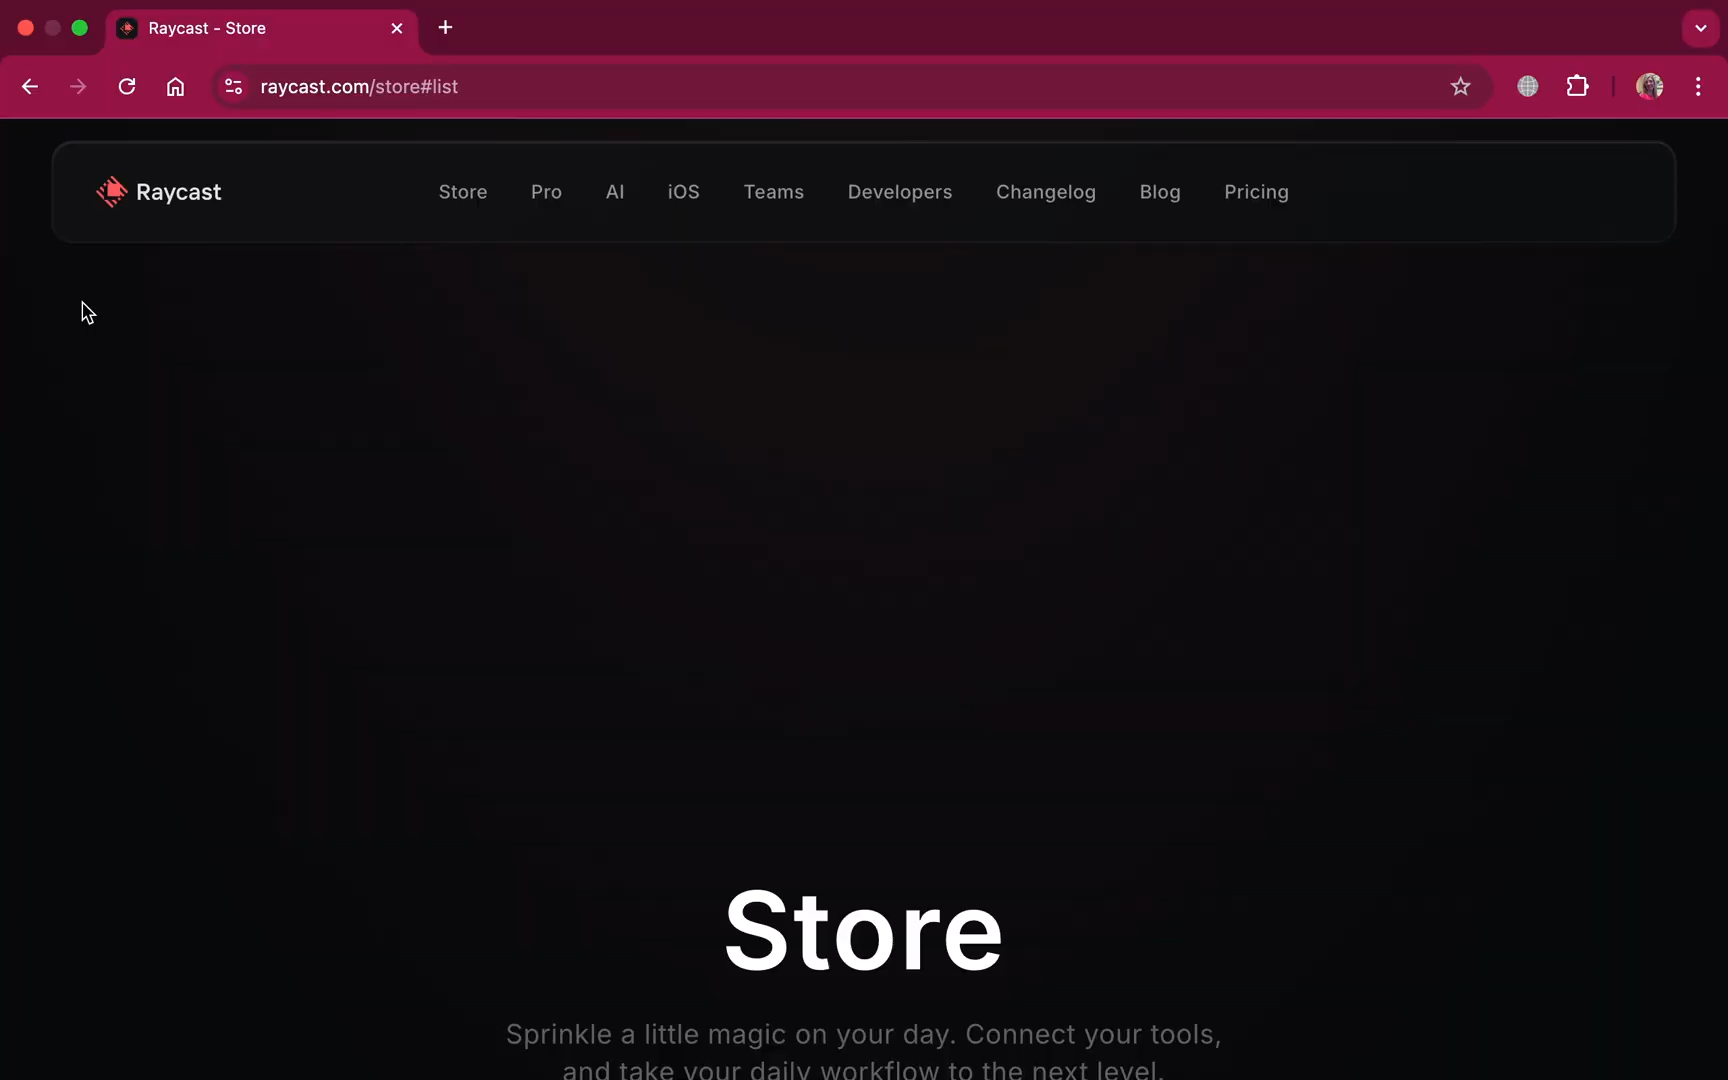 Raycast - Store
raycast.com/store#list
Raycast
Store Pro AI iOS Teams Developers Changelog Blog Pricing
Store
Sprinkle a little magic on your day. Connect your tools,
and take your daily workflow to the next level.